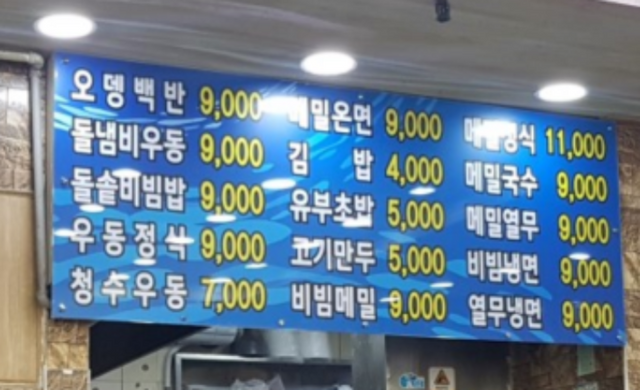 오뎅백반 9,000
돌냄비우동 9,000
돌솥비빔밥 9,000
우동정식 9,000
청추우동 7,000
메밀온면 9,000
김밥 4,000
유부초밥 5,000
고기만두 5,000
비빔메밀 9,000
메밀정식 11,000
메밀국수 9,000
메밀열무 9,000
비빔냉면 9,000
열무냉면 9,000